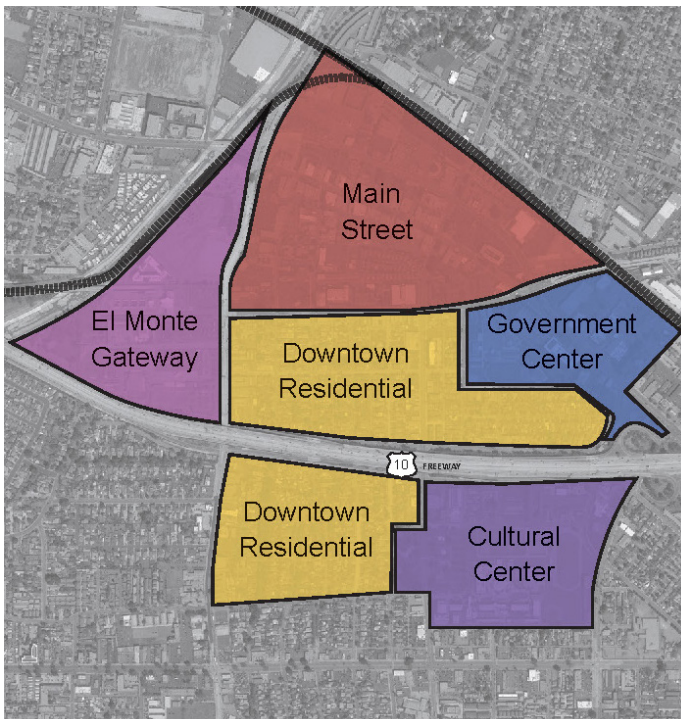 Main
Street
El Monte
Gateway
Downtown
Residential
Government
Center
10 FREEWAY
Downtown
Residential
Cultural
Center